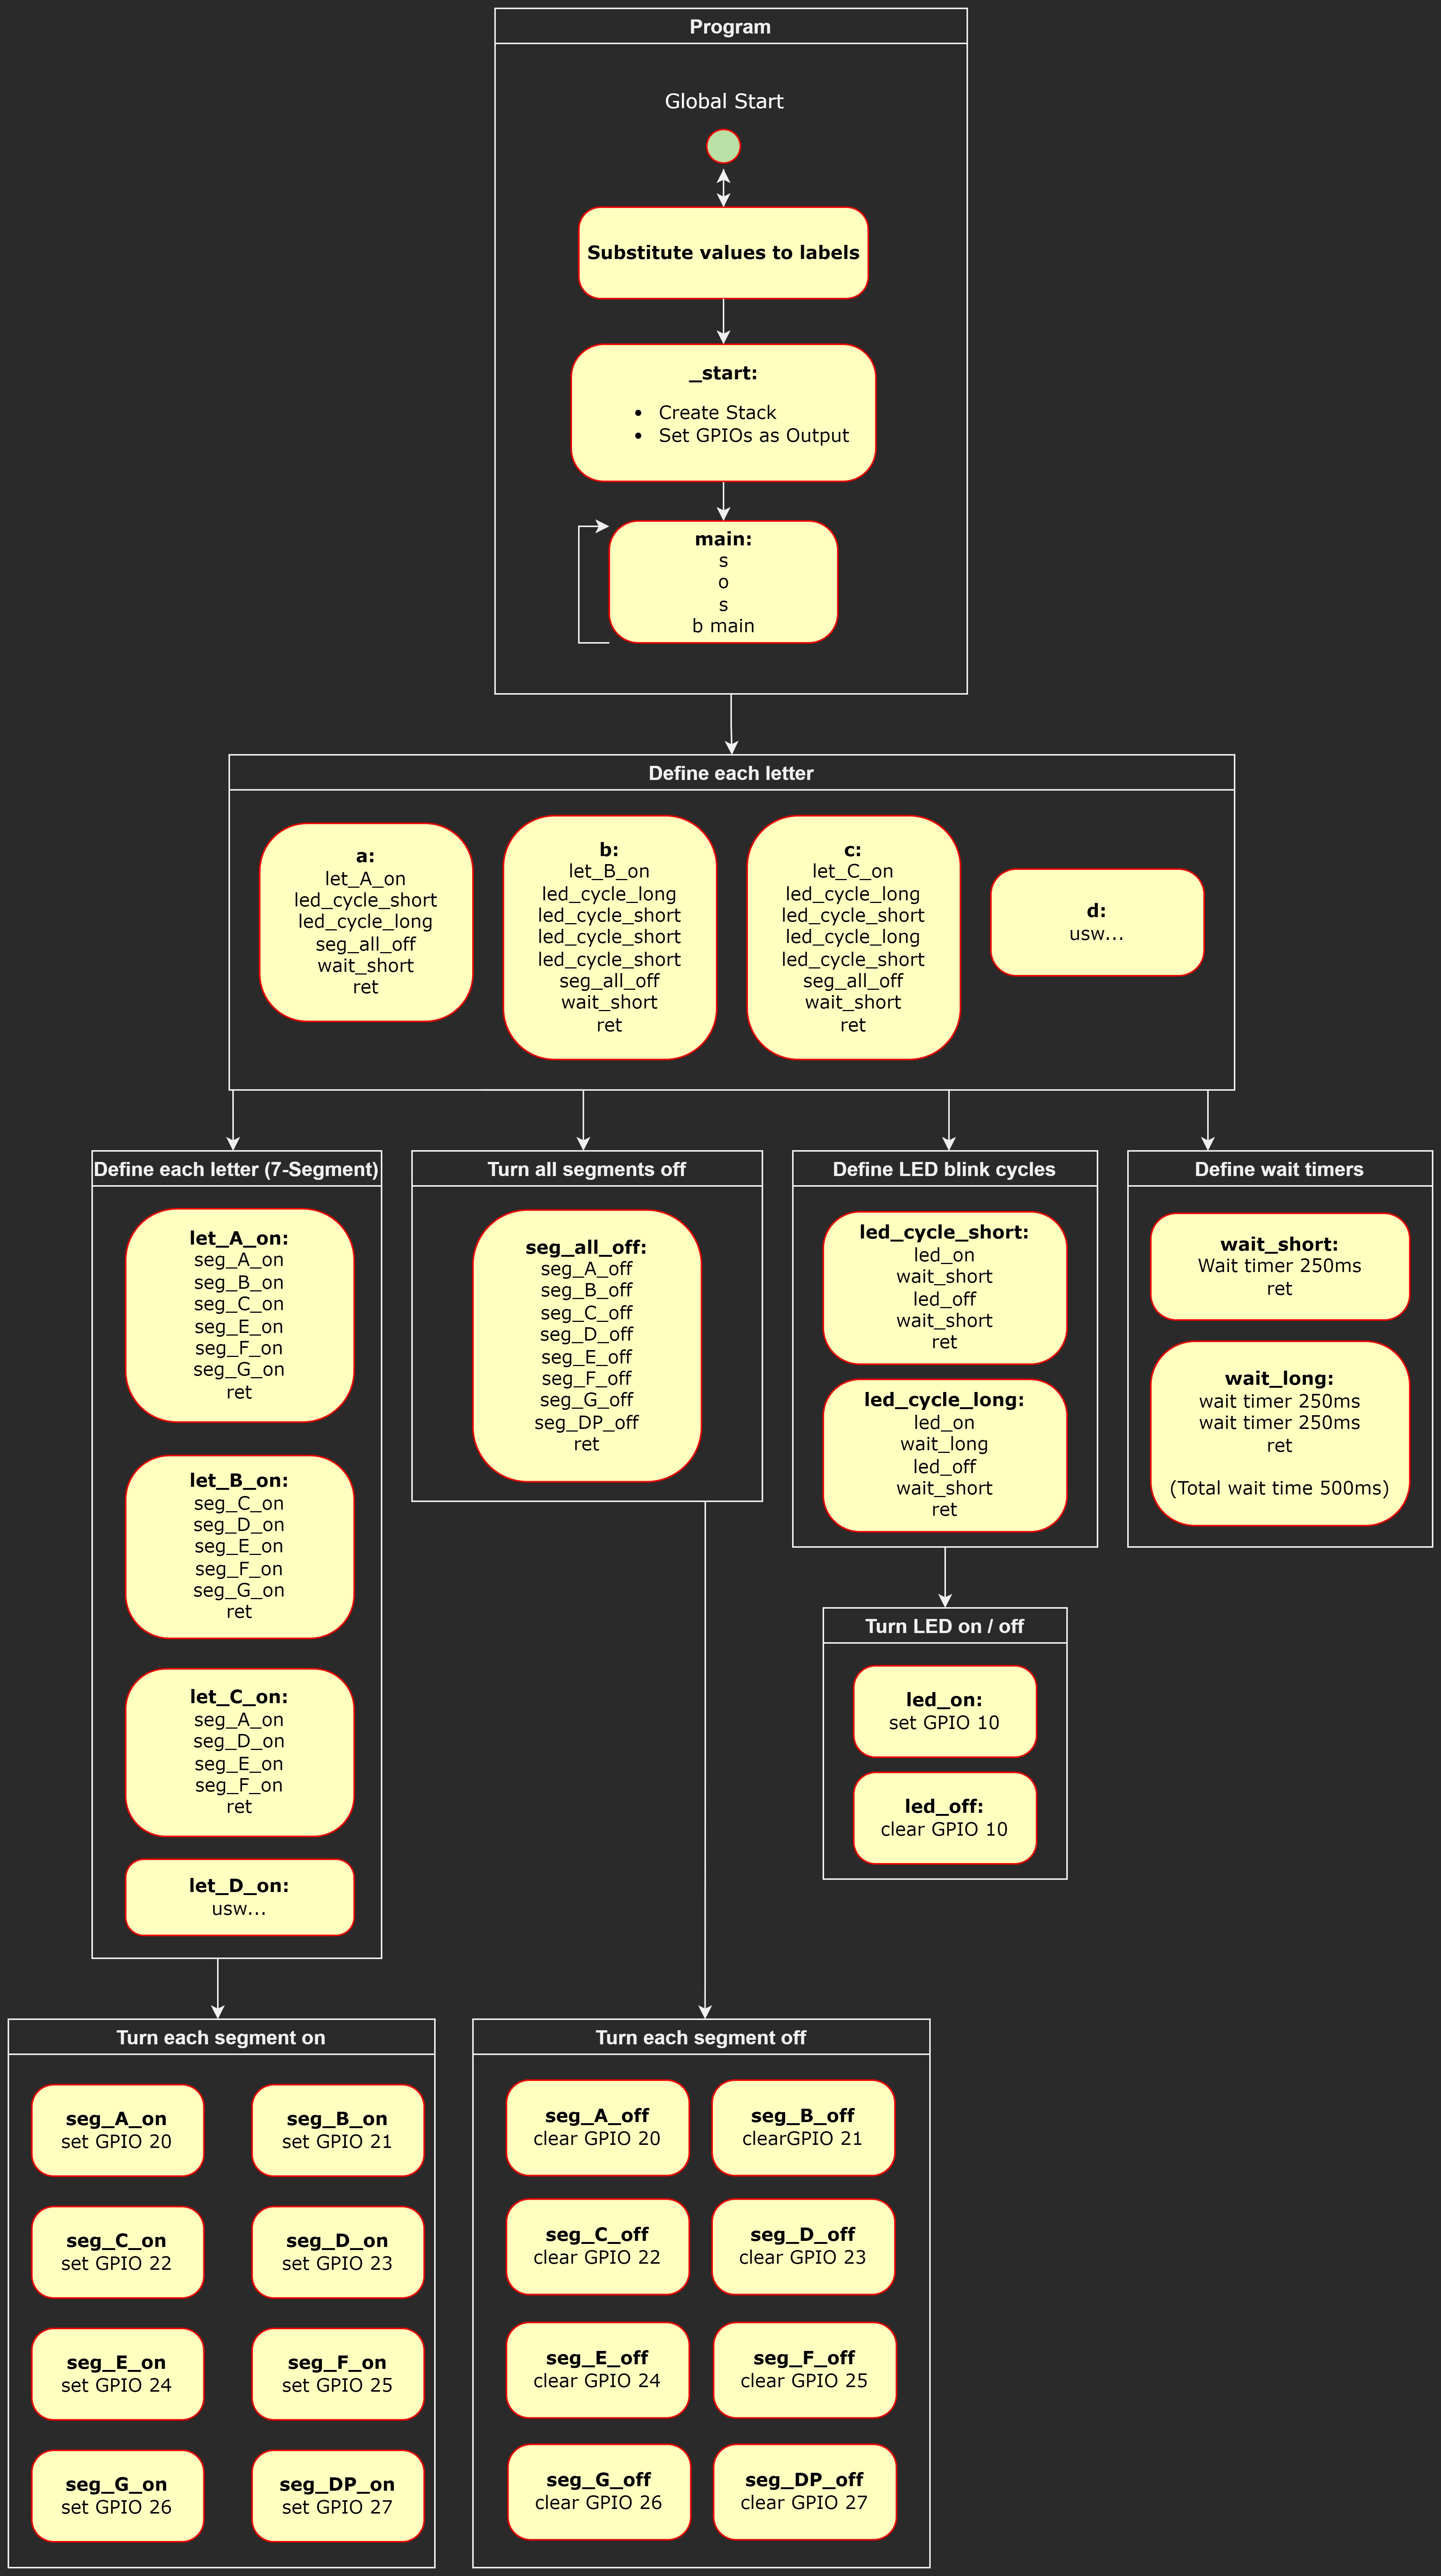 Program
Global Start
Substitute values to labels
_start:
• Create Stack
• Set GPIOs as Output
main:
s
o
s
b main
Define each letter
a:
let_A_on
led_cycle_short
led_cycle_long
seg_all_off
wait_short
ret
b:
let_B_on
led_cycle_long
led_cycle_short
led_cycle_short
led_cycle_short
seg_all_off
wait_short
ret
c:
let_C_on
led_cycle_long
led_cycle_short
led_cycle_long
led_cycle_short
seg_all_off
wait_short
ret
d:
usw...
Define each letter (7-Segment)
let_A_on:
seg_A_on
seg_B_on
seg_C_on
seg_E_on
seg_F_on
seg_G_on
ret
let_B_on:
seg_C_on
seg_D_on
seg_E_on
seg_F_on
seg_G_on
ret
let_C_on:
seg_A_on
seg_D_on
seg_E_on
seg_F_on
ret
let_D_on:
usw...
Turn all segments off
seg_all_off:
seg_A_off
seg_B_off
seg_C_off
seg_D_off
seg_E_off
seg_F_off
seg_G_off
seg_DP_off
ret
Define LED blink cycles
led_cycle_short:
led_on
wait_short
led_off
wait_short
ret
led_cycle_long:
led_on
wait_long
led_off
wait_short
ret
Define wait timers
wait_short:
Wait timer 250ms
ret
wait_long:
wait timer 250ms
wait timer 250ms
ret
(Total wait time 500ms)
Turn LED on / off
led_on:
set GPIO 10
led_off:
clear GPIO 10
Turn each segment on
seg_A_on
set GPIO 20
seg_B_on
set GPIO 21
seg_C_on
set GPIO 22
seg_D_on
set GPIO 23
seg_E_on
set GPIO 24
seg_F_on
set GPIO 25
seg_G_on
set GPIO 26
seg_DP_on
set GPIO 27
Turn each segment off
seg_A_off
clear GPIO 20
seg_B_off
clearGPIO 21
seg_C_off
clear GPIO 22
seg_D_off
clear GPIO 23
seg_E_off
clear GPIO 24
seg_F_off
clear GPIO 25
seg_G_off
clear GPIO 26
seg_DP_off
clear GPIO 27